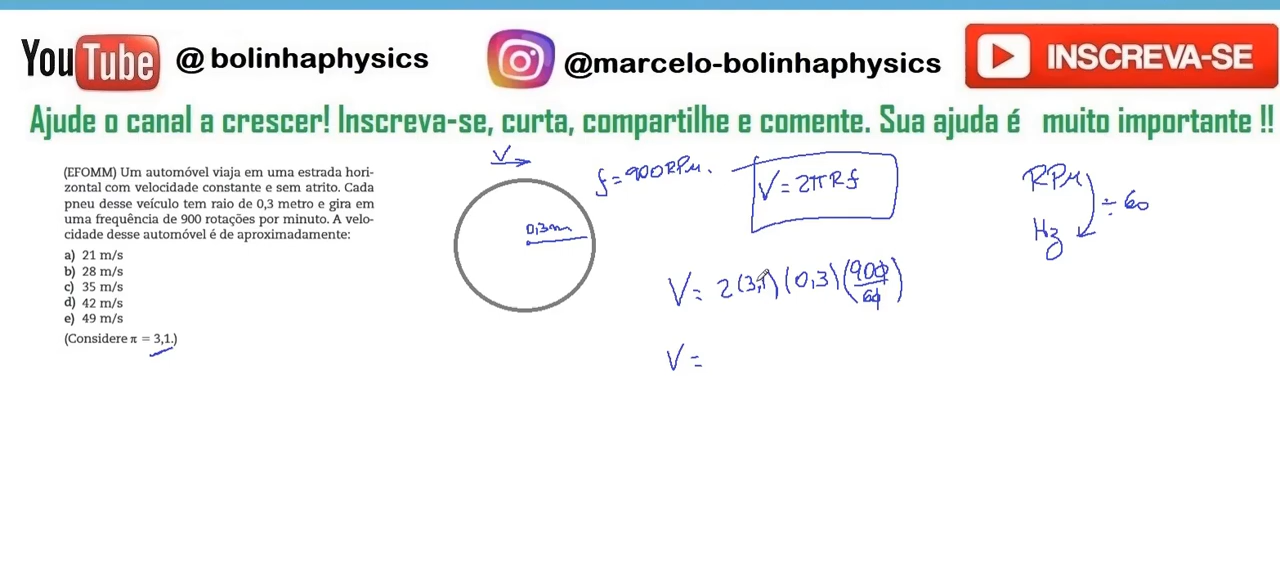 YouTube @bolinhaphysics @marcelo-bolinhaphysics INSCREVA-SE
Ajude o canal a crescer! Inscreva-se, curta, compartilhe e comente. Sua ajuda é muito importante !!
(EFOMM) Um automóvel viaja em uma estrada hori-
zontal com velocidade constante e sem atrito. Cada
pneu desse veículo tem raio de 0,3 metro e gira em
uma frequência de 900 rotações por minuto. A velo-
cidade desse automóvel é de aproximadamente:
a) 21 m/s
b) 28 m/s
c) 35 m/s
d) 42 m/s
e) 49 m/s
(Considere π = 3,1.)
V
0,3m
f = 900 RPM.
V = 2πRf
V = 2(3,1)(0,3)(900/60)
V =
RPM
÷ 60
Hz